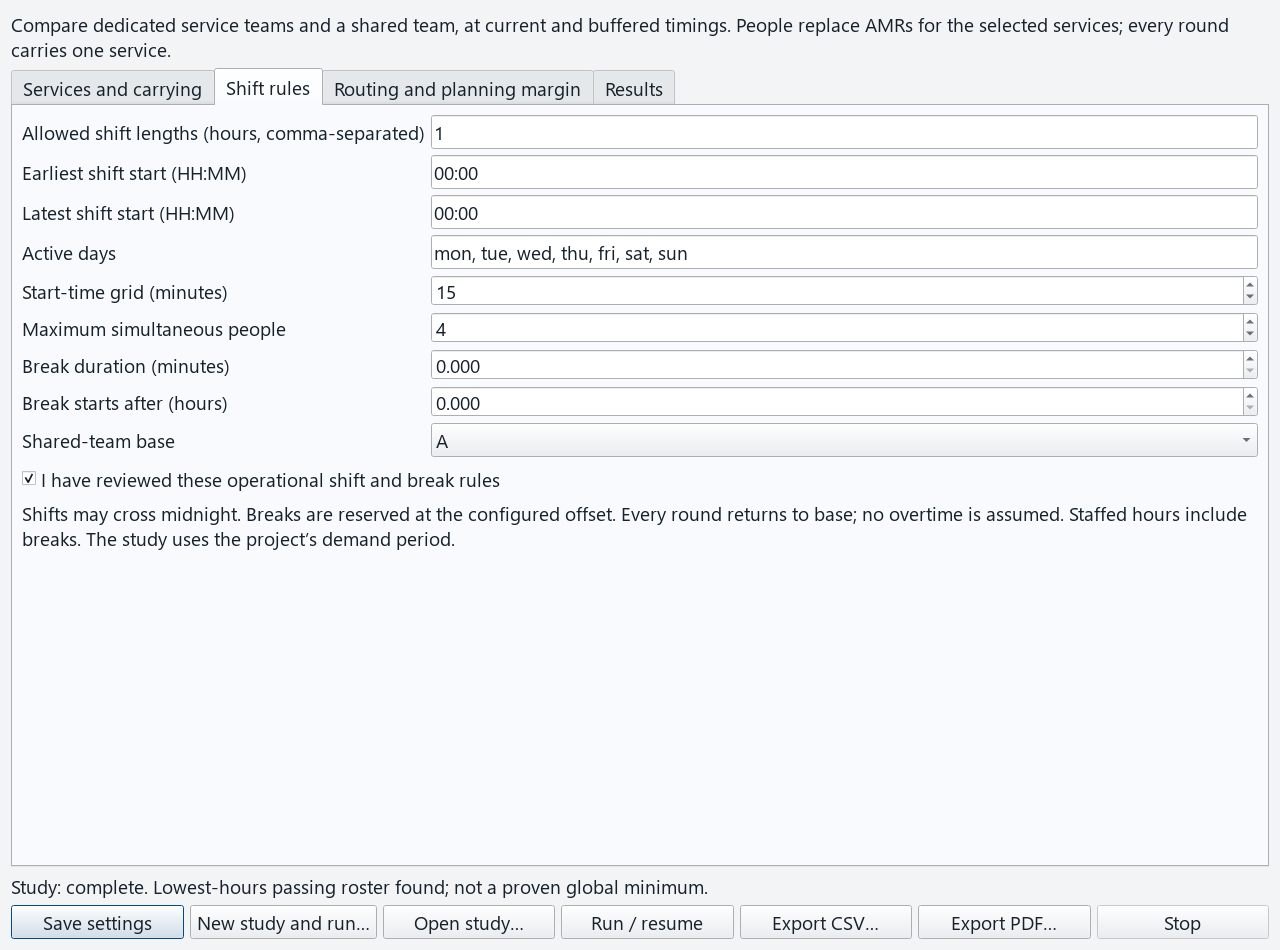 Compare dedicated service teams and a shared team, at current and buffered timings. People replace AMRs for the selected services; every round
carries one service.
Services and carrying
Shift rules
Routing and planning margin
Results
Allowed shift lengths (hours, comma-separated) 1
Earliest shift start (HH:MM) 00:00
Latest shift start (HH:MM) 00:00
Active days mon, tue, wed, thu, fri, sat, sun
Start-time grid (minutes) 15
Maximum simultaneous people 4
Break duration (minutes) 0.000
Break starts after (hours) 0.000
Shared-team base A
I have reviewed these operational shift and break rules
Shifts may cross midnight. Breaks are reserved at the configured offset. Every round returns to base; no overtime is assumed. Staffed hours include
breaks. The study uses the project's demand period.
Study: complete. Lowest-hours passing roster found; not a proven global minimum.
Save settings
New study and run...
Open study...
Run / resume
Export CSV...
Export PDF...
Stop